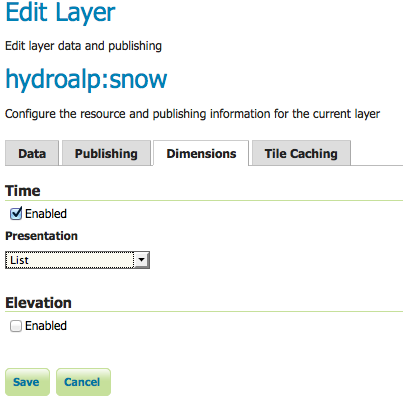 Edit Layer
Edit layer data and publishing
hydroalp:snow
Configure the resource and publishing information for the current layer
Data Publishing Dimensions Tile Caching
Time
Enabled
Presentation
List
Elevation
Enabled
Save Cancel